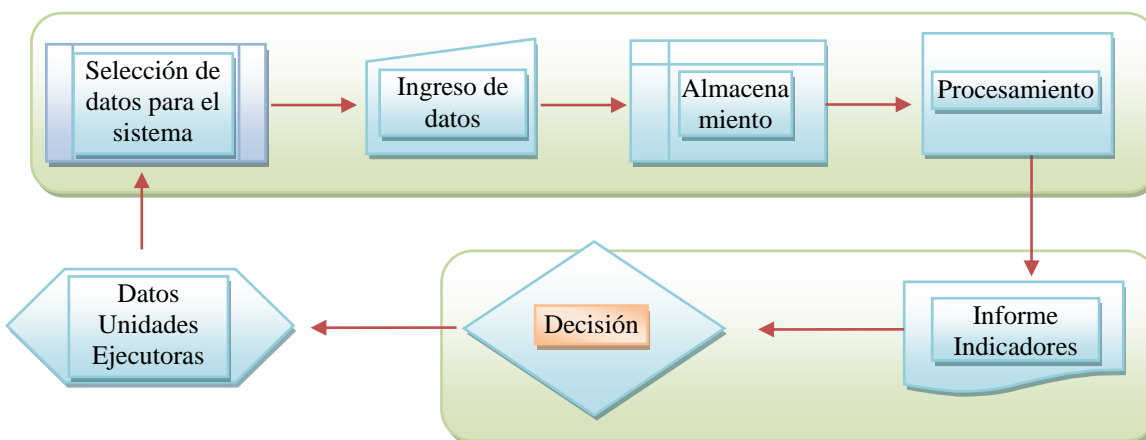 Selección de
datos para el
sistema
Ingreso de
datos
Almacena
miento
Procesamiento
Datos
Unidades
Ejecutoras
Decisión
Informe
Indicadores